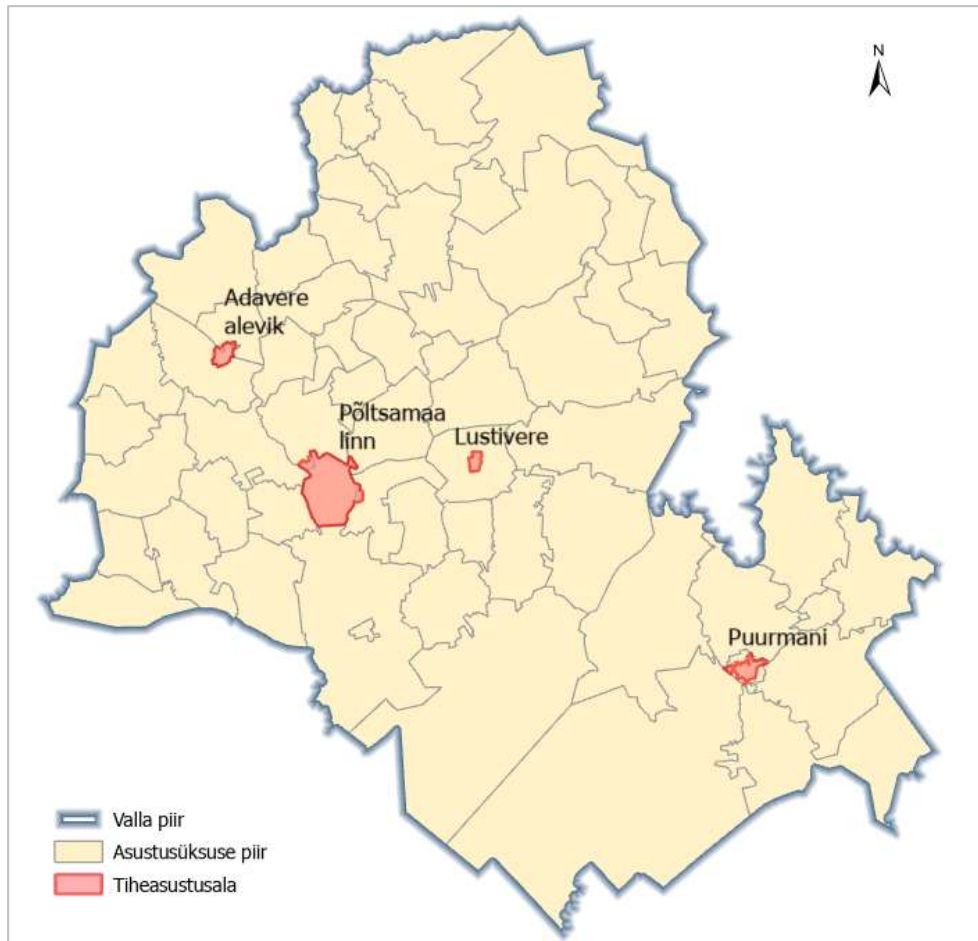 N
Adavere
alevik
Põltsamaa
linn
Lustivere
Puurmani
Valla piir
Asustusüksuse piir
Tiheasustusala